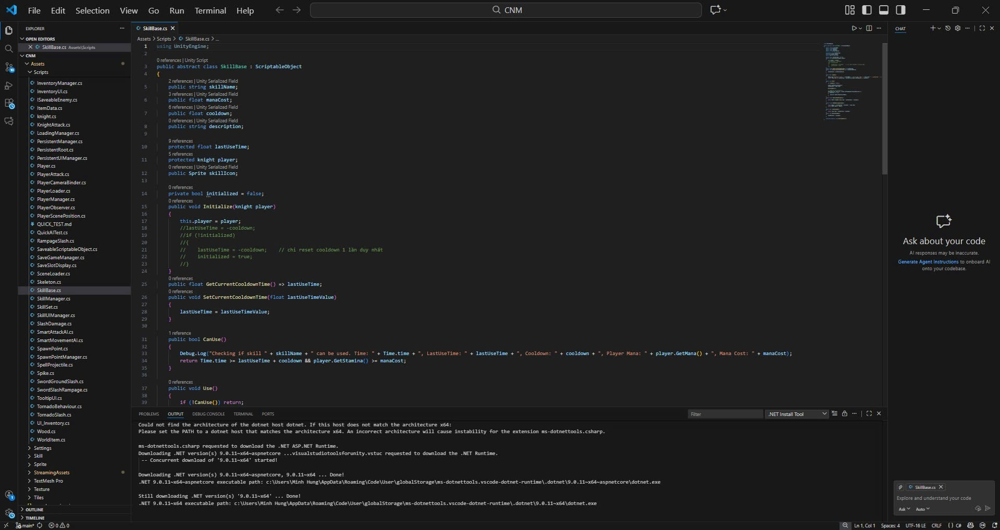 File Edit Selection View Go Run Terminal Help
CNM
EXPLORER
OPEN EDITORS
SkillBase.cs Assets\Scripts
CNM
Assets
Scripts
InventoryManager.cs
InventoryUI.cs
ISaveableEnemy.cs
ItemData.cs
knight.cs
KnightAttack.cs
LoadingManager.cs
PersistentManager.cs
PersistentRoot.cs
PersistentUIManager.cs
Player.cs
PlayerAttack.cs
PlayerCameraBinder.cs
PlayerLoader.cs
PlayerManager.cs
PlayerObserver.cs
PlayerScenePosition.cs
QUICK_TEST.md
QuickAITest.cs
RampageSlash.cs
SaveableScriptableObject.cs
SaveGameManager.cs
SaveSlotDisplay.cs
SceneLoader.cs
Skeleton.cs
SkillBase.cs
SkillManager.cs
SkillSet.cs
SkillUIManager.cs
SlashDamage.cs
SmartAttackAI.cs
SmartMovementAI.cs
SpawnPoint.cs
SpawnPointManager.cs
SpellProjectile.cs
Spike.cs
SwordGroundSlash.cs
SwordSlashRampage.cs
TooltipUI.cs
TornadoBehaviour.cs
TornadoSlash.cs
UI_Inventory.cs
Wood.cs
WorldItem.cs
Settings
Skill
Sprite
StreamingAssets
TextMesh Pro
Texture
Tiles
OUTLINE
TIMELINE
SkillBase.cs
Assets > Scripts > SkillBase.cs > ...
1 using UnityEngine;
2
0 references | Unity Script
3 public abstract class SkillBase : ScriptableObject
4 {
2 references | Unity Serialized Field
5 public string skillName;
3 references | Unity Serialized Field
6 public float manaCost;
6 references | Unity Serialized Field
7 public float cooldown;
0 references | Unity Serialized Field
8 public string description;
9
9 references
10 protected float lastUseTime;
5 references
11 protected knight player;
0 references | Unity Serialized Field
12 public Sprite skillIcon;
13
0 references
14 private bool initialized = false;
0 references
15 public void Initialize(knight player)
16 {
17 this.player = player;
18 //lastUseTime = -cooldown;
19 //if (!initialized)
20 //{
21 // lastUseTime = -cooldown; // chỉ reset cooldown 1 lần duy nhất
22 // initialized = true;
23 //}
24 }
0 references
25 public float GetCurrentCooldownTime() => lastUseTime;
0 references
26 public void SetCurrentCooldownTime(float lastUseTimeValue)
27 {
28 lastUseTime = lastUseTimeValue;
29 }
30
1 reference
31 public bool CanUse()
32 {
33 Debug.Log("Checking if skill " + skillName + " can be used. Time: " + Time.time + ", LastUseTime: " + lastUseTime + ", Cooldown: " + cooldown + ", Player Mana: " + player.GetMana() + ", Mana Cost: " + manaCost);
34 return Time.time >= lastUseTime + cooldown && player.GetStamina() >= manaCost;
35 }
36
0 references
37 public void Use()
38 {
39 if (!CanUse()) return;
PROBLEMS OUTPUT DEBUG CONSOLE TERMINAL PORTS
Filter
.NET Install Tool
Could not find the architecture of the dotnet host dotnet. If this host does not match the architecture x64:
Please set the PATH to a dotnet host that matches the architecture x64. An incorrect architecture will cause instability for the extension ms-dotnettools.csharp.
ms-dotnettools.csharp requested to download the .NET ASP.NET Runtime.
Downloading .NET version(s) 9.0.11~x64~aspnetcore ...visualstudiotoolsforunity.vstuc requested to download the .NET Runtime.
-- Concurrent download of '9.0.11~x64' started!
Downloading .NET version(s) 9.0.11~x64~aspnetcore, 9.0.11~x64 ... Done!
.NET 9.0.11~x64~aspnetcore executable path: c:\Users\Minh Hung\AppData\Roaming\Code\User\globalStorage\ms-dotnettools.vscode-dotnet-runtime\.dotnet\9.0.11~x64~aspnetcore\dotnet.exe
Still downloading .NET version(s) '9.0.11~x64' ... Done!
.NET 9.0.11~x64 executable path: c:\Users\Minh Hung\AppData\Roaming\Code\User\globalStorage\ms-dotnettools.vscode-dotnet-runtime\.dotnet\9.0.11~x64\dotnet.exe
CHAT
Ask about your code
AI responses may be inaccurate.
Generate Agent Instructions to onboard AI
onto your codebase.
SkillBase.cs
Explore and understand your code
Ask Auto
main* 0 0
Ln 1, Col 1 Spaces: 4 UTF-16 LE CRLF {} C#